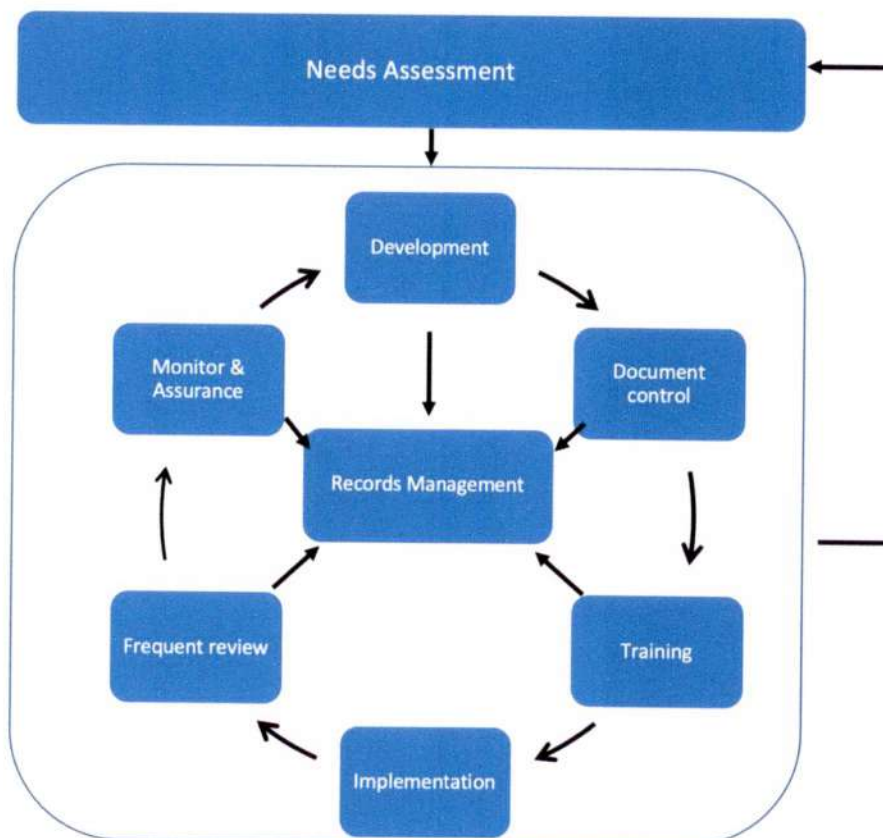 Needs Assessment
Development
Monitor &
Assurance
Document
control
Records Management
Frequent review
Training
Implementation